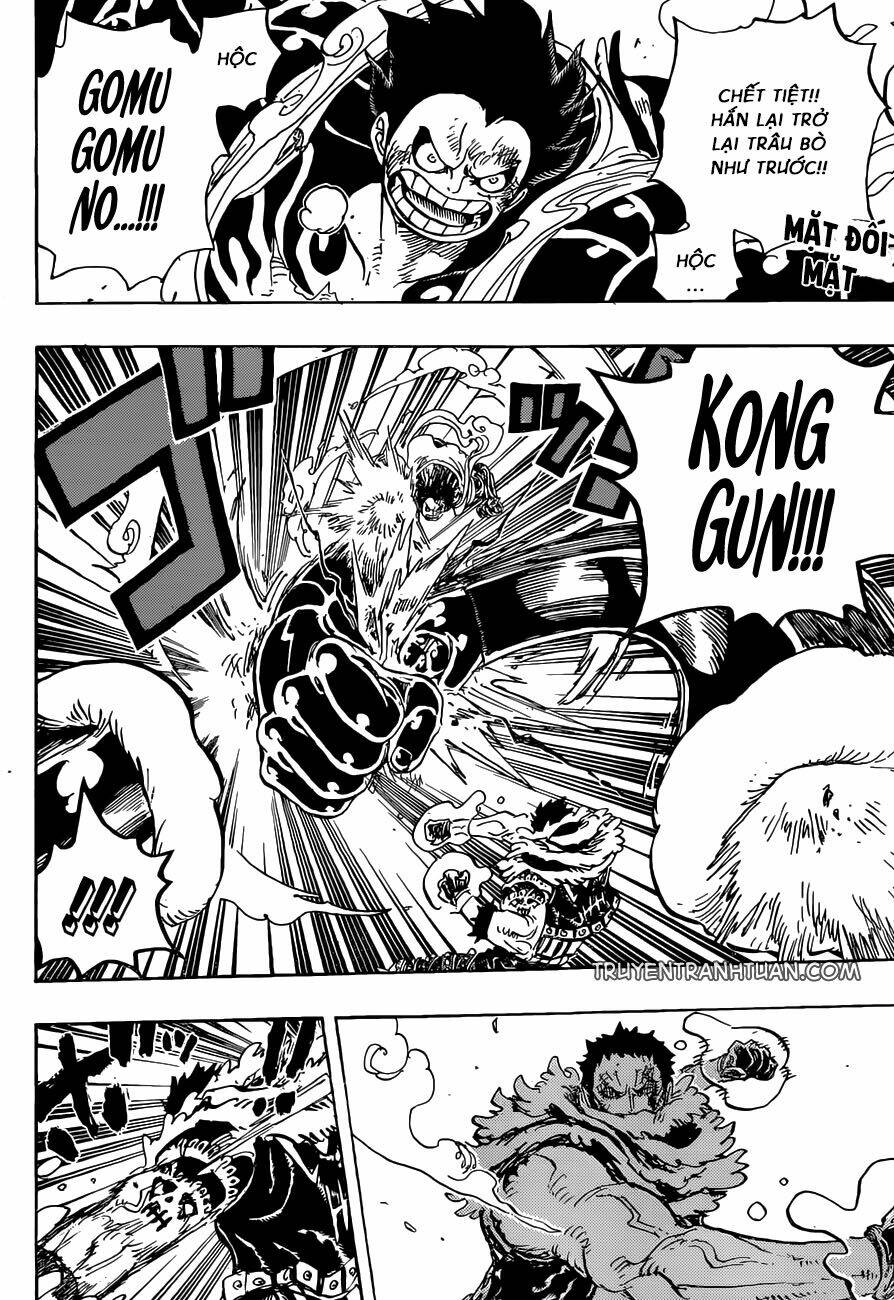 HỘC
GOMU
GOMU
NO...!!!
CHẾT TIỆT!!
HẮN LẠI TRỞ
LẠI TRÂU BÒ
NHƯ TRƯỚC!!
HỘC
...
MẶT ĐỐI
MẶT
KONG
GUN!!!
!!!!
TRUYENTRANHTUAN.COM